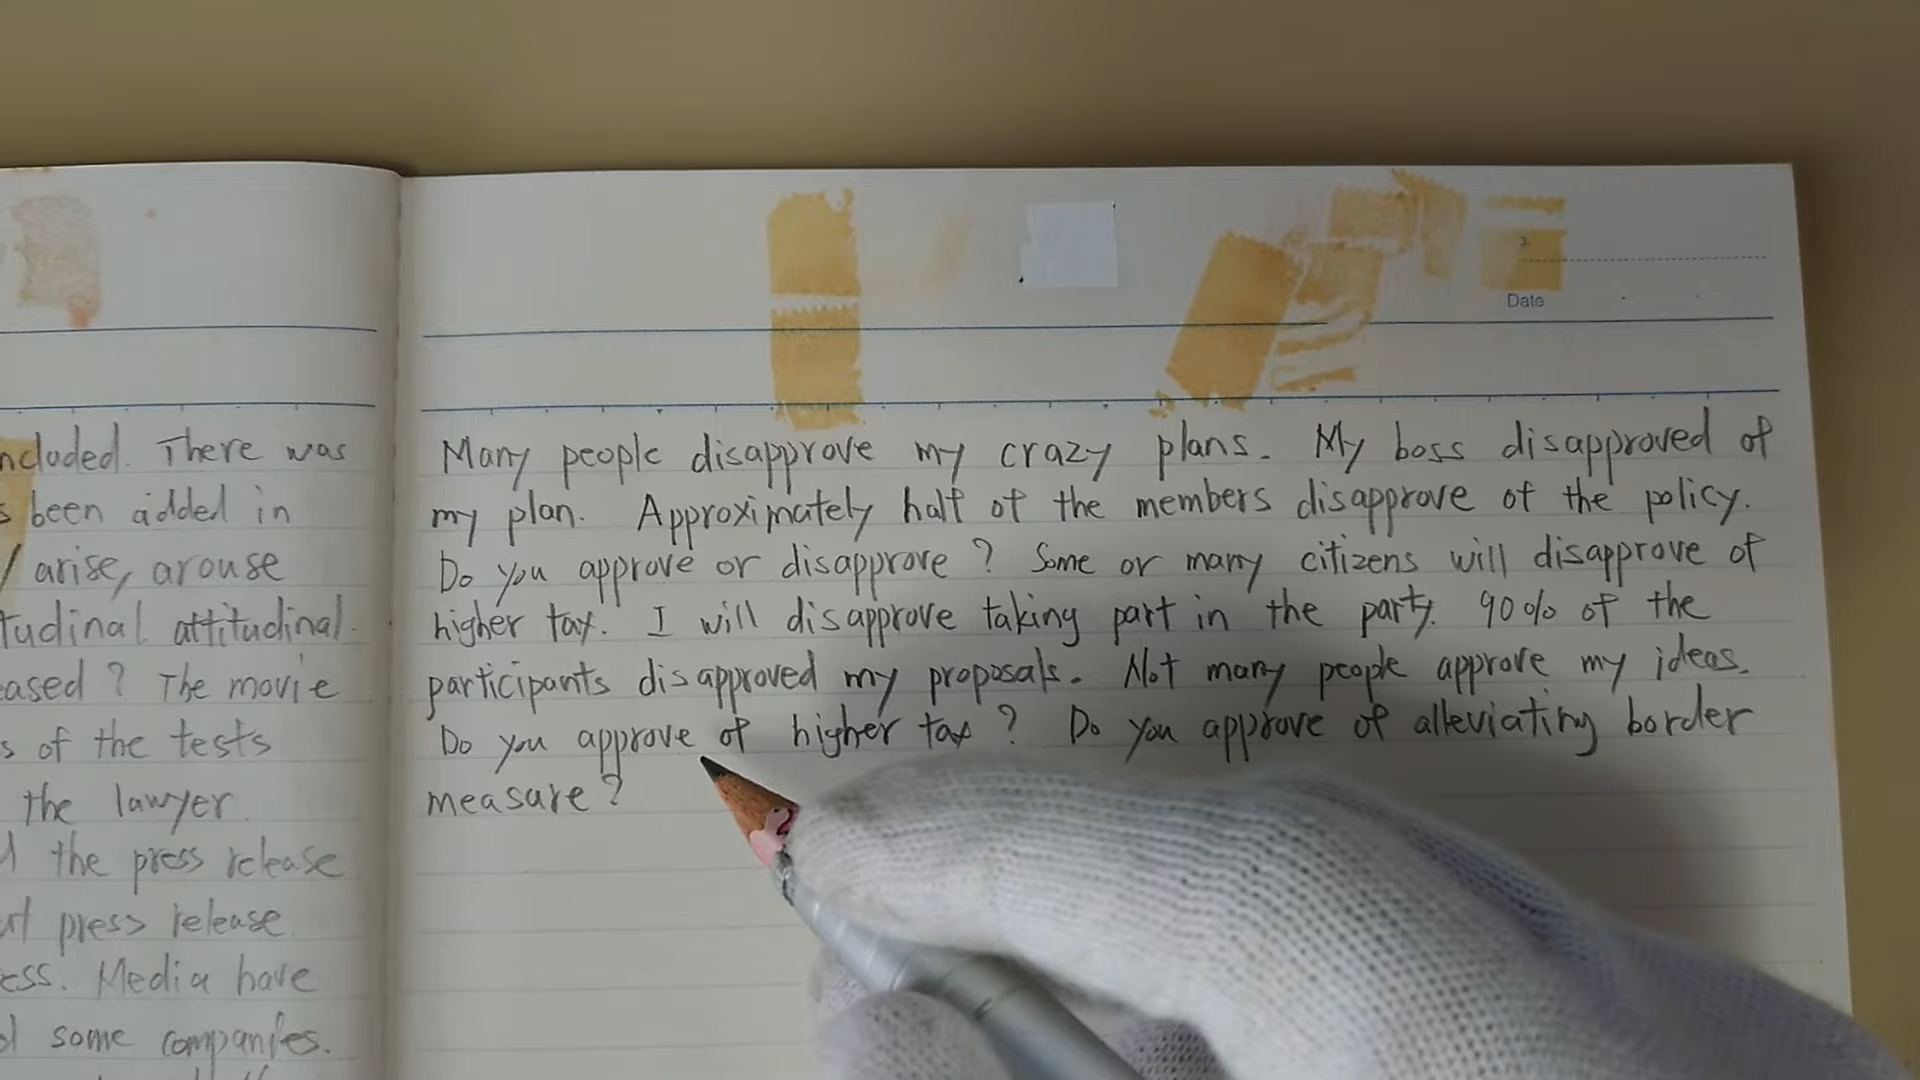 ncluded. There was
s been added in
/ arise, arouse
tudinal attitudinal.
eased? The movie
s of the tests
the lawyer.
the press release
press release
ess. Media have
some companies.
Date
Many people disapprove my crazy plans. My boss disapproved of
my plan. Approximately half of the members disapprove of the policy.
Do you approve or disapprove? Some or many citizens will disapprove of
higher tax. I will disapprove taking part in the party. 90% of the
participants disapproved my proposals. Not many people approve my ideas.
Do you approve of higher tax? Do you approve of alleviating border
measure?